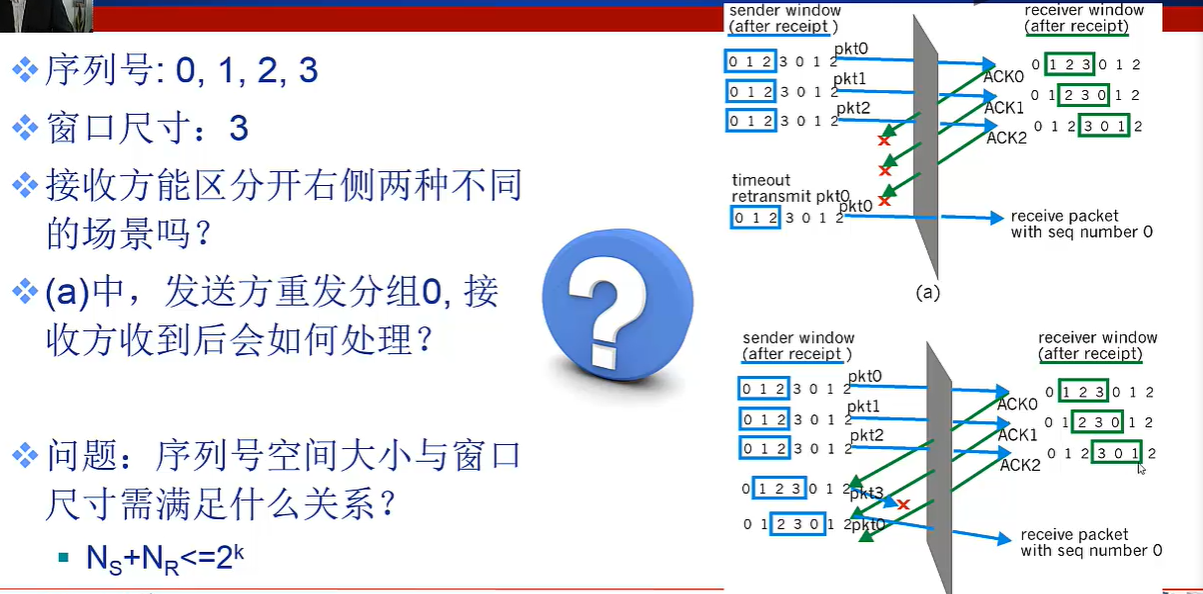 序列号: 0, 1, 2, 3
窗口尺寸：3
接收方能区分开右侧两种不同
的场景吗？
(a)中，发送方重发分组0, 接
收方收到后会如何处理？
问题：序列号空间大小与窗口
尺寸需满足什么关系？
NS+NR<=2k
sender window
(after receipt )
receiver window
(after receipt)
0 1 2 3 0 1 2
pkt0
0 1 2 3 0 1 2
ACK0
0 1 2 3 0 1 2
pkt1
0 1 2 3 0 1 2
ACK1
0 1 2 3 0 1 2
pkt2
0 1 2 3 0 1 2
ACK2
timeout
retransmit pkt0
0 1 2 3 0 1 2
pkt0
receive packet
with seq number 0
(a)
sender window
(after receipt )
receiver window
(after receipt)
0 1 2 3 0 1 2
pkt0
0 1 2 3 0 1 2
ACK0
0 1 2 3 0 1 2
pkt1
0 1 2 3 0 1 2
ACK1
0 1 2 3 0 1 2
pkt2
0 1 2 3 0 1 2
ACK2
0 1 2 3 0 1 2
pkt3
0 1 2 3 0 1 2
pkt0
receive packet
with seq number 0